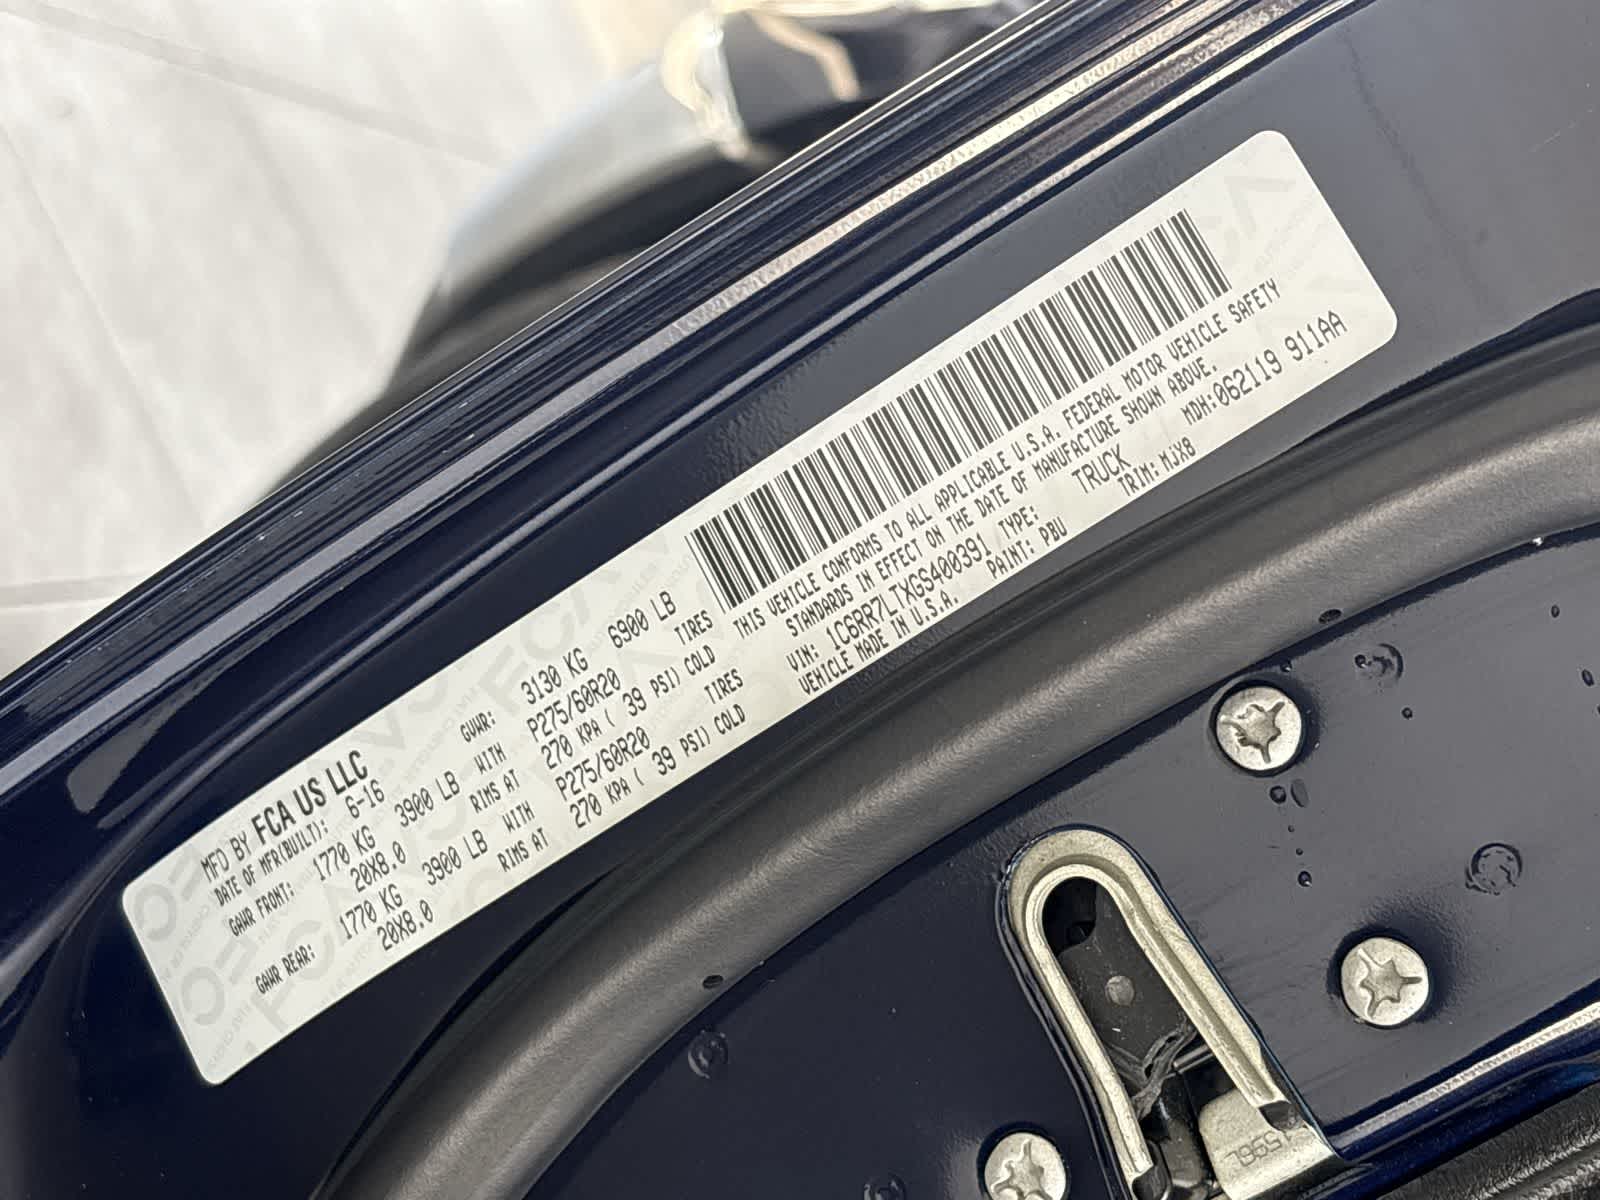 MFD BY FCA US LLC
DATE OF MFR(BUILT): 6-16 GVWR: 3130 KG 6900 LB
GAWR FRONT: 1770 KG 3900 LB WITH P275/60R20 TIRES
20X8.0 RIMS AT 270 KPA ( 39 PSI) COLD
GAWR REAR: 1770 KG 3900 LB WITH P275/60R20 TIRES
20X8.0 RIMS AT 270 KPA ( 39 PSI) COLD
THIS VEHICLE CONFORMS TO ALL APPLICABLE U.S.A. FEDERAL MOTOR VEHICLE SAFETY
STANDARDS IN EFFECT ON THE DATE OF MANUFACTURE SHOWN ABOVE.
VIN: 1C6RR7LTXGS400391 TYPE: TRUCK MDH:062119 911AA
VEHICLE MADE IN U.S.A. PAINT: PBU TRIM: MJX8